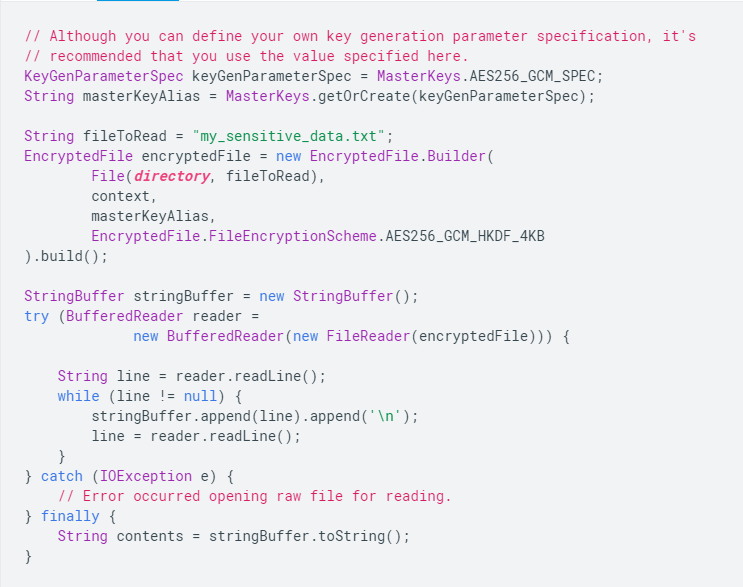 // Although you can define your own key generation parameter specification, it's
// recommended that you use the value specified here.
KeyGenParameterSpec keyGenParameterSpec = MasterKeys.AES256_GCM_SPEC;
String masterKeyAlias = MasterKeys.getOrCreate(keyGenParameterSpec);

String fileToRead = "my_sensitive_data.txt";
EncryptedFile encryptedFile = new EncryptedFile.Builder(
        File(directory, fileToRead),
        context,
        masterKeyAlias,
        EncryptedFile.FileEncryptionScheme.AES256_GCM_HKDF_4KB
).build();

StringBuffer stringBuffer = new StringBuffer();
try (BufferedReader reader =
             new BufferedReader(new FileReader(encryptedFile))) {

    String line = reader.readLine();
    while (line != null) {
        stringBuffer.append(line).append('\n');
        line = reader.readLine();
    }
} catch (IOException e) {
    // Error occurred opening raw file for reading.
} finally {
    String contents = stringBuffer.toString();
}